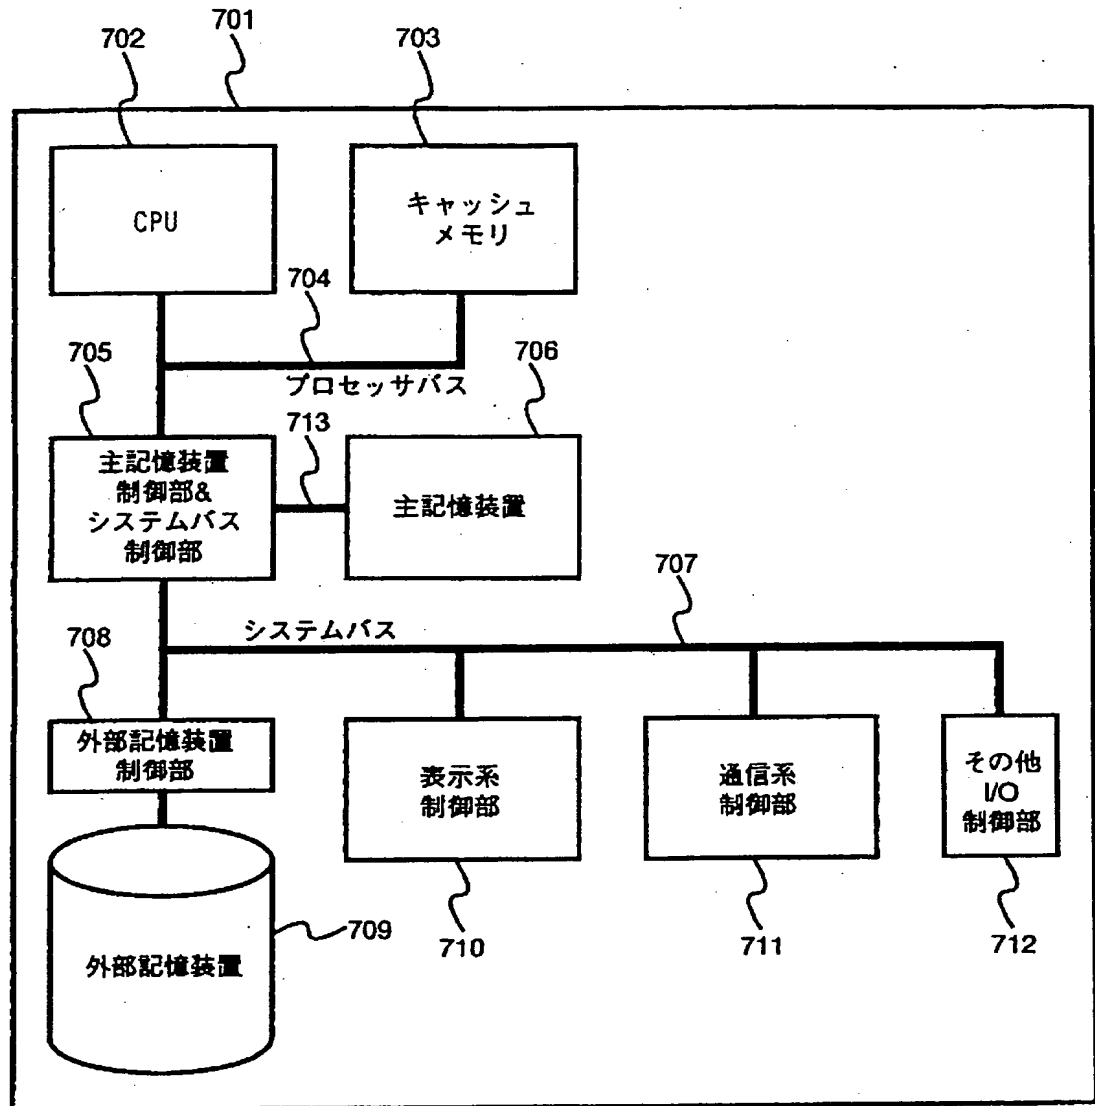 701
702
703
CPU
キャッシュ
メモリ
704
プロセッサバス
705
706
713
主記憶装置
制御部&
システムバス
制御部
主記憶装置
707
システムバス
708
外部記憶装置
制御部
表示系
制御部
通信系
制御部
その他
I/O
制御部
709
外部記憶装置
710
711
712